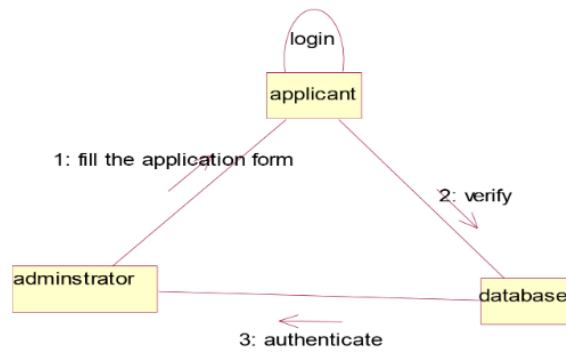 login
applicant
1: fill the application form
2: verify
adminstrator
database
3: authenticate